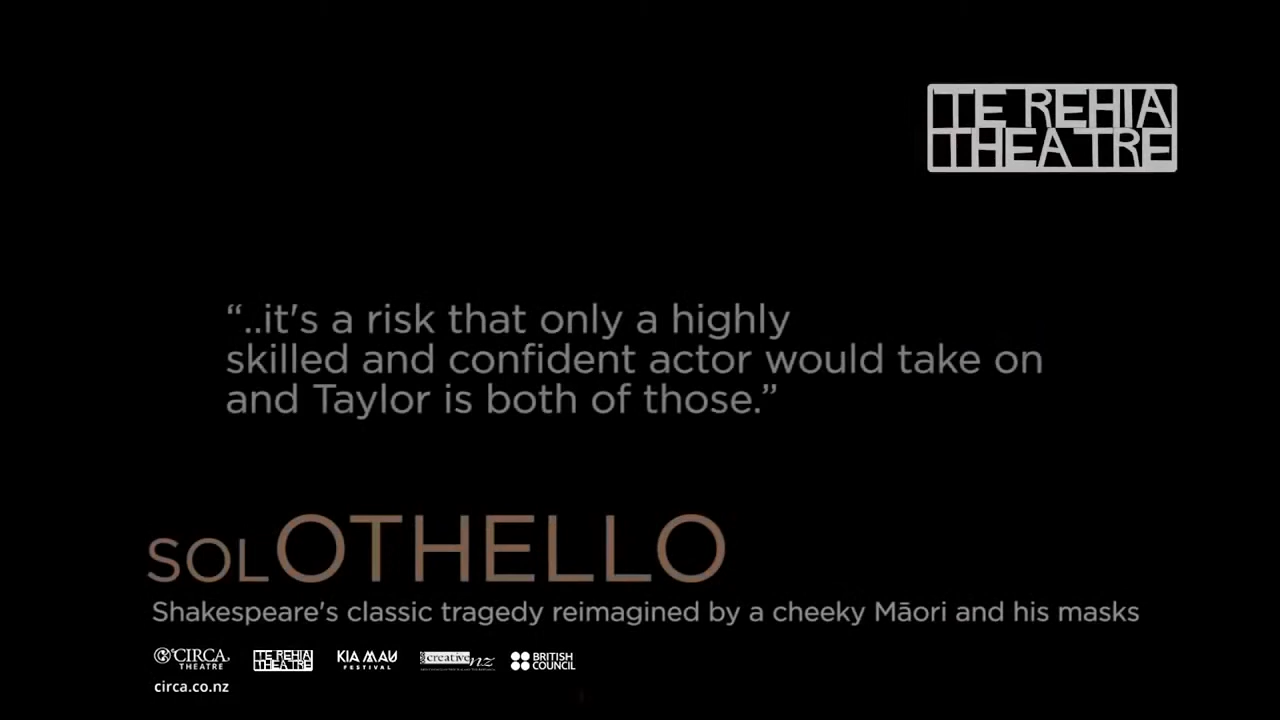 TE REHIA
THEATRE
“..it's a risk that only a highly
skilled and confident actor would take on
and Taylor is both of those.”
SOLOTHELLO
Shakespeare's classic tragedy reimagined by a cheeky Māori and his masks
CIRCA
THEATRE
TE REHIA
THEATRE
KIA MAU
FESTIVAL
creative nz
BRITISH
COUNCIL
circa.co.nz